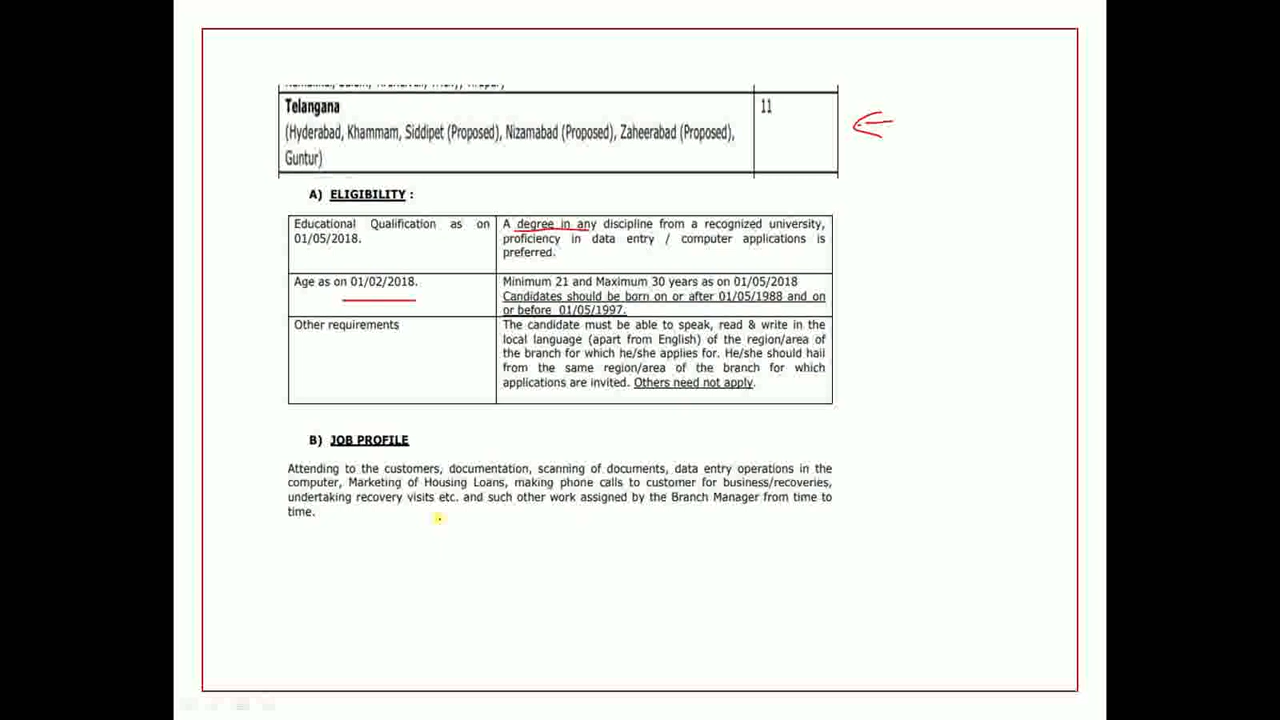 Telangana
11
(Hyderabad, Khammam, Siddipet (Proposed), Nizamabad (Proposed), Zaheerabad (Proposed),
Guntur)
A) ELIGIBILITY :
Educational Qualification as on
01/05/2018.
A degree in any discipline from a recognized university,
proficiency in data entry / computer applications is
preferred.
Age as on 01/02/2018.
Minimum 21 and Maximum 30 years as on 01/05/2018
Candidates should be born on or after 01/05/1988 and on
or before 01/05/1997.
Other requirements
The candidate must be able to speak, read & write in the
local language (apart from English) of the region/area of
the branch for which he/she applies for. He/she should hail
from the same region/area of the branch for which
applications are invited. Others need not apply.
B) JOB PROFILE
Attending to the customers, documentation, scanning of documents, data entry operations in the
computer, Marketing of Housing Loans, making phone calls to customer for business/recoveries,
undertaking recovery visits etc. and such other work assigned by the Branch Manager from time to
time.